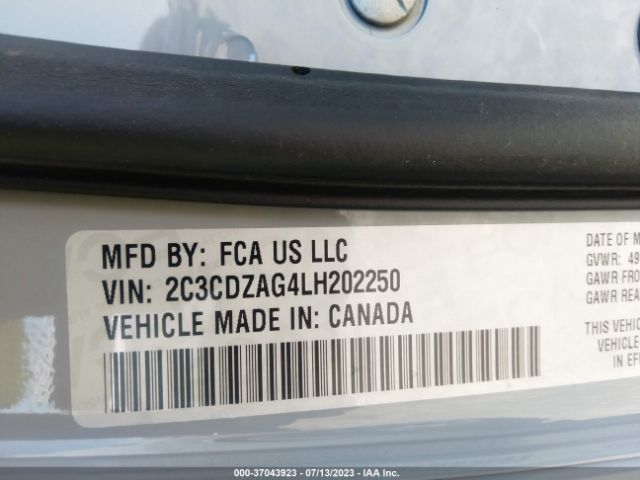 MFD BY: FCA US LLC
VIN: 2C3CDZAG4LH202250
VEHICLE MADE IN: CANADA
DATE OF M
GVWR: 49
GAWR FRO
GAWR REA
THIS VEHIC
VEHICLE
IN EFF
000-37043923 - 07/13/2023 - IAA Inc.